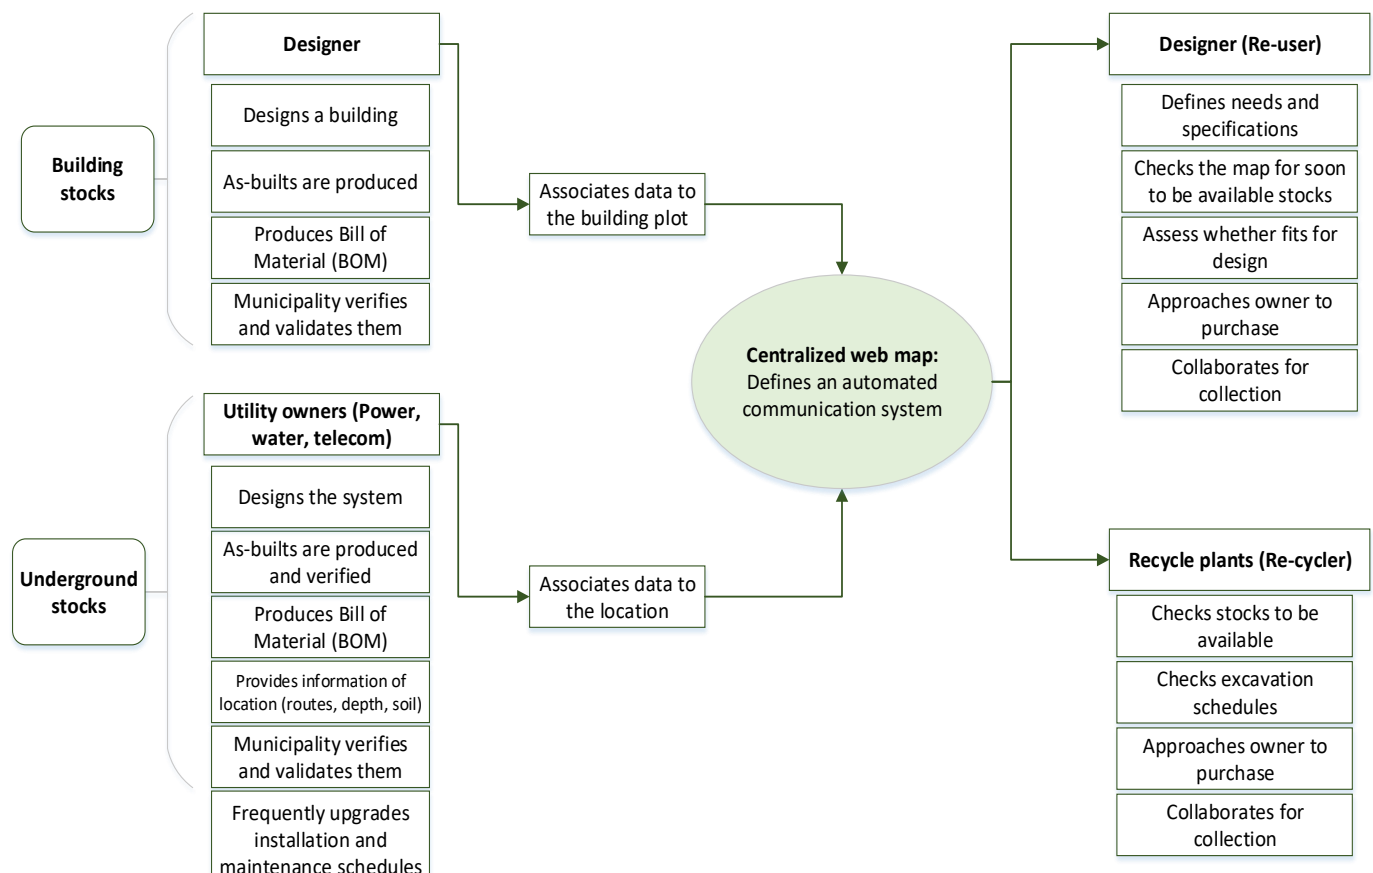 Building
stocks
Designer
Designs a building
As-builts are produced
Produces Bill of
Material (BOM)
Municipality verifies
and validates them
Associates data to
the building plot
Underground
stocks
Utility owners (Power,
water, telecom)
Designs the system
As-builts are produced
and verified
Produces Bill of
Material (BOM)
Provides information of
location (routes, depth, soil)
Municipality verifies
and validates them
Frequently upgrades
installation and
maintenance schedules
Associates data to
the location
Centralized web map:
Defines an automated
communication system
Designer (Re-user)
Defines needs and
specifications
Checks the map for soon
to be available stocks
Assess whether fits for
design
Approaches owner to
purchase
Collaborates for
collection
Recycle plants (Re-cycler)
Checks stocks to be
available
Checks excavation
schedules
Approaches owner to
purchase
Collaborates for
collection